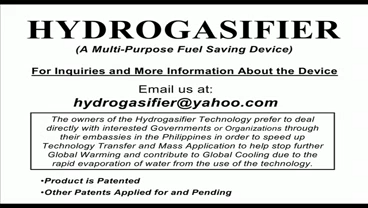 HYDROGASIFIER
(A Multi-Purpose Fuel Saving Device)
For Inquiries and More Information About the Device
Email us at:
hydrogasifier@yahoo.com
The owners of the Hydrogasifier Technology prefer to deal
directly with interested Governments or Organizations through
their embassies in the Philippines in order to speed up
Technology Transfer and Mass Application to help stop further
Global Warming and contribute to Global Cooling due to the
rapid evaporation of water from the use of the technology.
•Product is Patented
•Other Patents Applied for and Pending